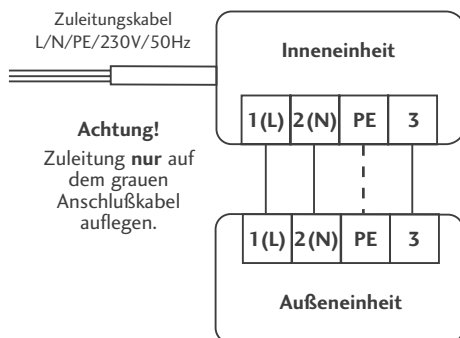 Zuleitungskabel
L/N/PE/230V/50Hz
Inneneinheit
1(L) 2(N) PE 3
Achtung!
Zuleitung nur auf
dem grauen
Anschlußkabel
auflegen.
1(L) 2(N) PE 3
Außeneinheit